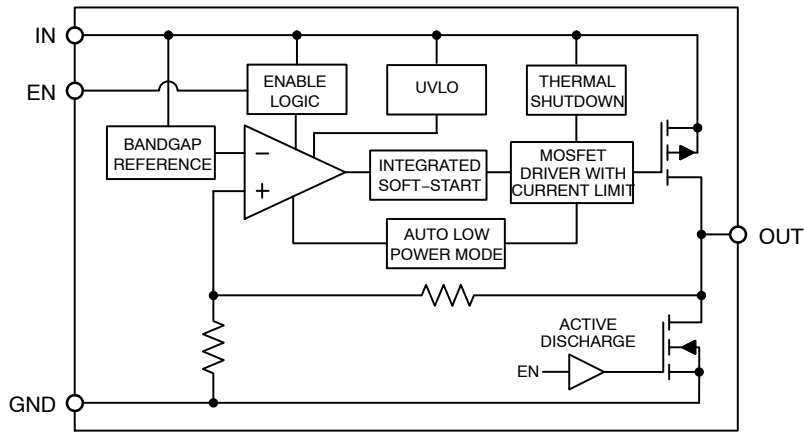 IN
EN
ENABLE
LOGIC
UVLO
THERMAL
SHUTDOWN
BANDGAP
REFERENCE
−
+
INTEGRATED
SOFT−START
MOSFET
DRIVER WITH
CURRENT LIMIT
AUTO LOW
POWER MODE
OUT
ACTIVE
DISCHARGE
EN
GND